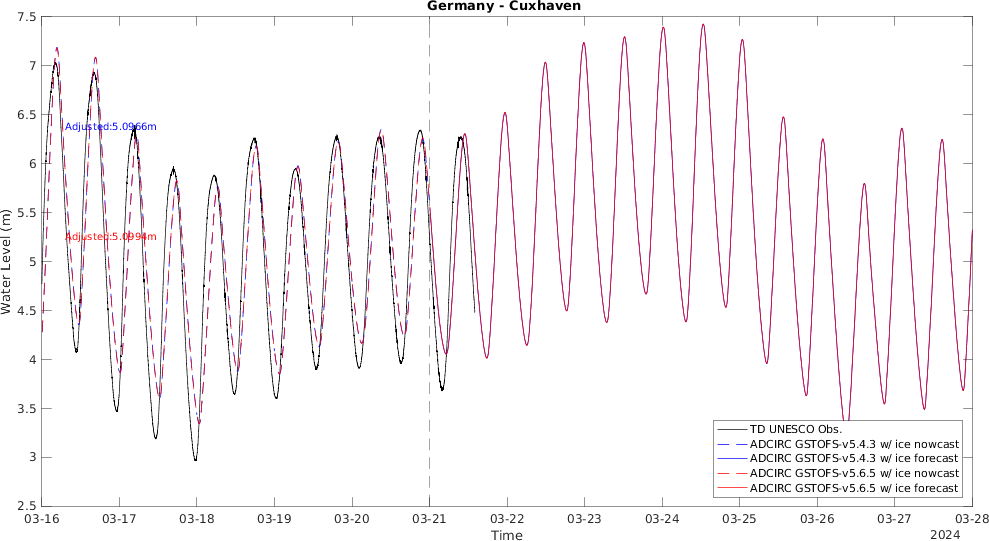 Germany - Cuxhaven
7.5
7
6.5
6
5.5
5
4.5
4
3.5
3
2.5
Water Level (m)
Adjusted:5.0966m
Adjusted:5.0994m
TD UNESCO Obs.
ADCIRC GSTOFS-v5.4.3 w/ ice nowcast
ADCIRC GSTOFS-v5.4.3 w/ ice forecast
ADCIRC GSTOFS-v5.6.5 w/ ice nowcast
ADCIRC GSTOFS-v5.6.5 w/ ice forecast
03-16 03-17 03-18 03-19 03-20 03-21 03-22 03-23 03-24 03-25 03-26 03-27 03-28
Time
2024